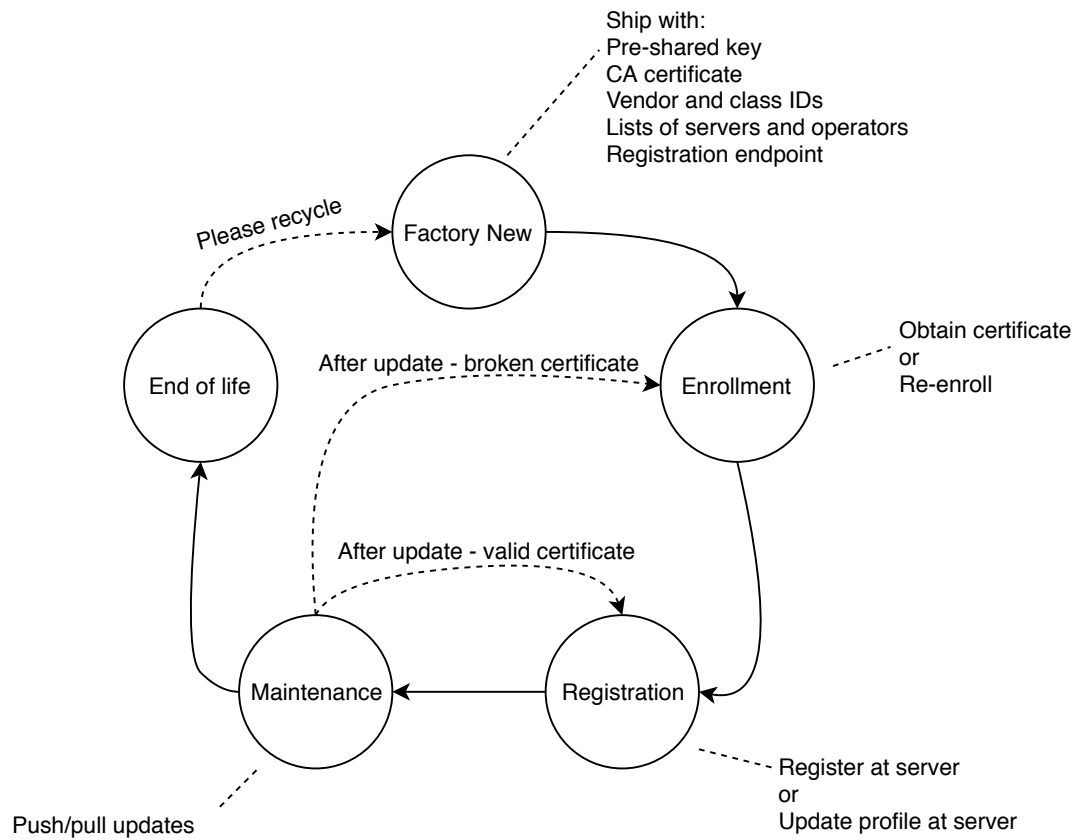 Ship with:
Pre-shared key
CA certificate
Vendor and class IDs
Lists of servers and operators
Registration endpoint
Please recycle
Factory New
End of life
After update - broken certificate
Enrollment
Obtain certificate
or
Re-enroll
After update - valid certificate
Maintenance
Registration
Register at server
or
Update profile at server
Push/pull updates